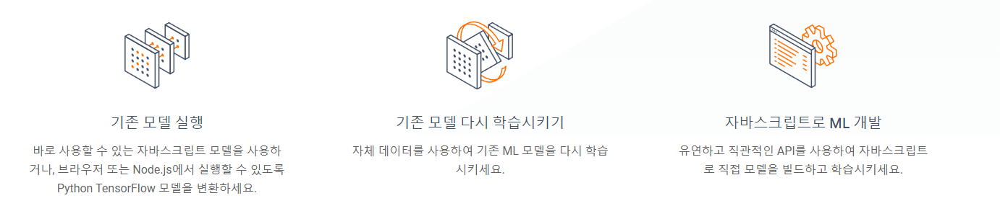 기존 모델 실행
바로 사용할 수 있는 자바스크립트 모델을 사용하
거나, 브라우저 또는 Node.js에서 실행할 수 있도록
Python TensorFlow 모델을 변환하세요.
기존 모델 다시 학습시키기
자체 데이터를 사용하여 기존 ML 모델을 다시 학습
시키세요.
자바스크립트로 ML 개발
유연하고 직관적인 API를 사용하여 자바스크립트
로 직접 모델을 빌드하고 학습시키세요.